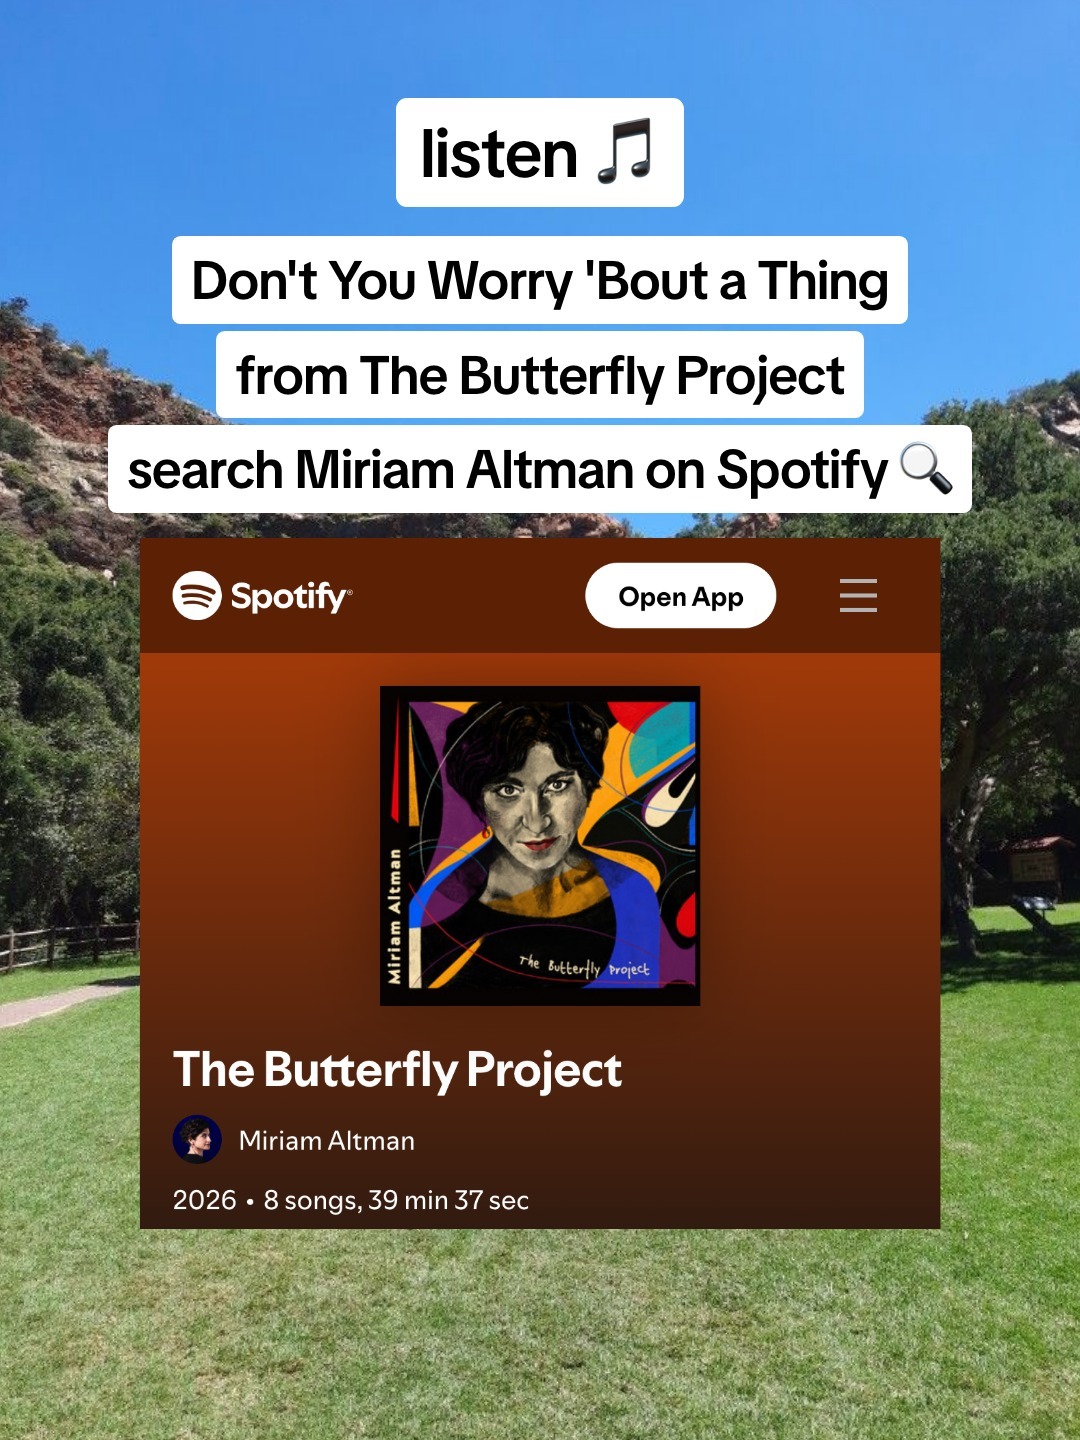 listen 🎵
Don't You Worry 'Bout a Thing
from The Butterfly Project
search Miriam Altman on Spotify 🔍
Spotify®
Open App
Miriam Altman
The Butterfly Project
The Butterfly Project
Miriam Altman
2026 • 8 songs, 39 min 37 sec